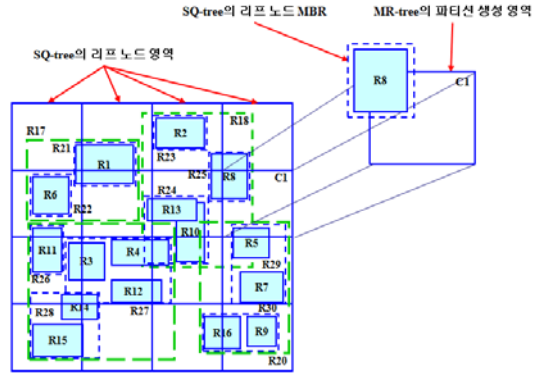 SQ-tree의 리프 노드 MBR
MR-tree의 파티션 생성 영역
SQ-tree의 리프 노드 영역
R8
C1
R17
R18
R2
R21
R23
R1
R25
R8
C1
R6
R24
R22
R13
R10
R11
R4
R5
R3
R29
R26
R12
R7
R28
R14
R27
R30
R15
R16
R9
R20